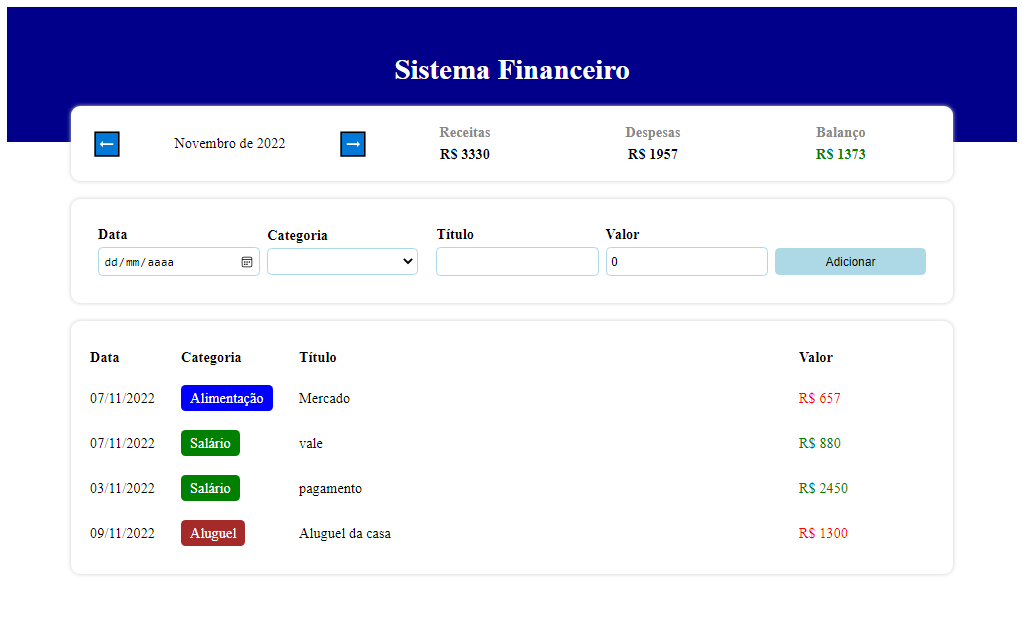 Sistema Financeiro
← Novembro de 2022 → Receitas Despesas Balanço
R$ 3330 R$ 1957 R$ 1373
Data Categoria Título Valor
dd/mm/aaaa 0 Adicionar
Data Categoria Título Valor
07/11/2022 Alimentação Mercado R$ 657
07/11/2022 Salário vale R$ 880
03/11/2022 Salário pagamento R$ 2450
09/11/2022 Aluguel Aluguel da casa R$ 1300